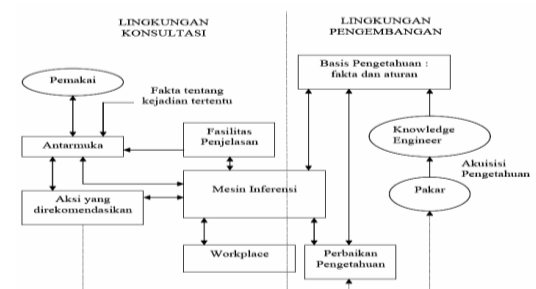 LINGKUNGAN
KONSULTASI
LINGKUNGAN
PENGEMBANGAN
Pemakai
Fakta tentang
kejadian tertentu
Basis Pengetahuan :
fakta dan aturan
Antarmuka
Fasilitas
Penjelasan
Knowledge
Engineer
Akuisisi
Pengetahuan
Aksi yang
direkomendasikan
Mesin Inferensi
Pakar
Workplace
Perbaikan
Pengetahuan